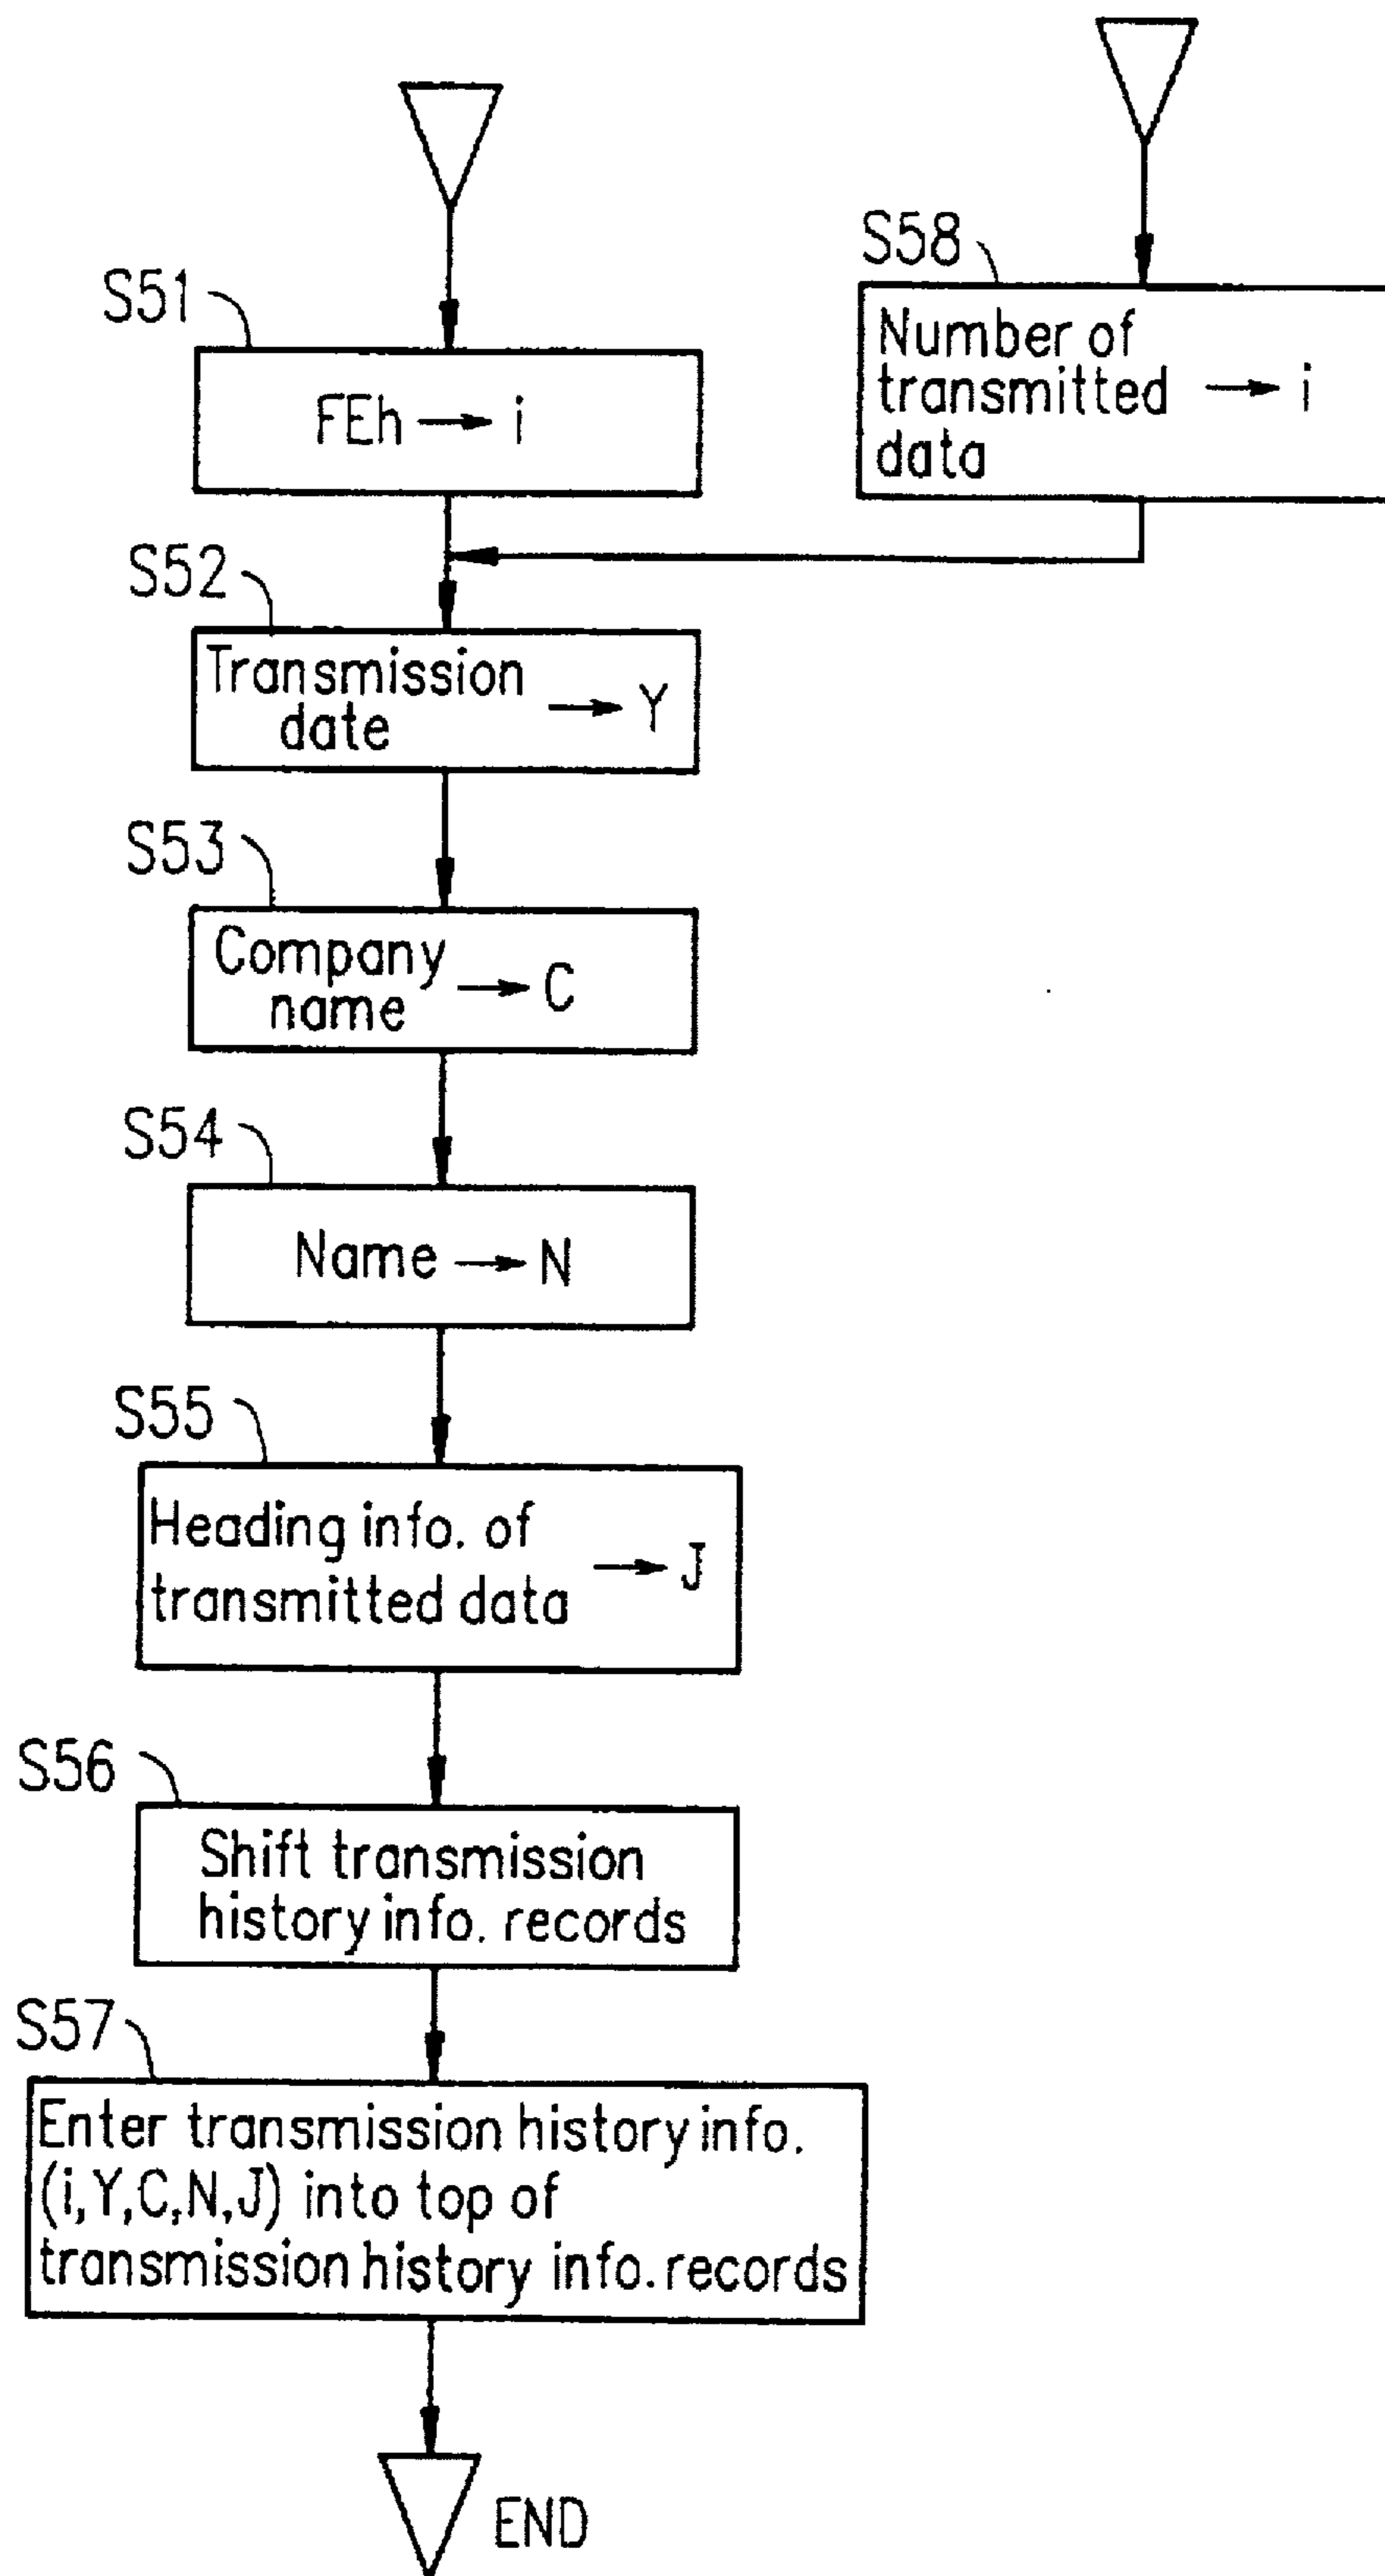 S51
FEh → i
S58
Number of
transmitted → i
data
S52
Transmission
date → Y
S53
Company
name → C
S54
Name → N
S55
Heading info. of
transmitted data → J
S56
Shift transmission
history info. records
S57
Enter transmission history info.
(i,Y,C,N,J) into top of
transmission history info. records
END